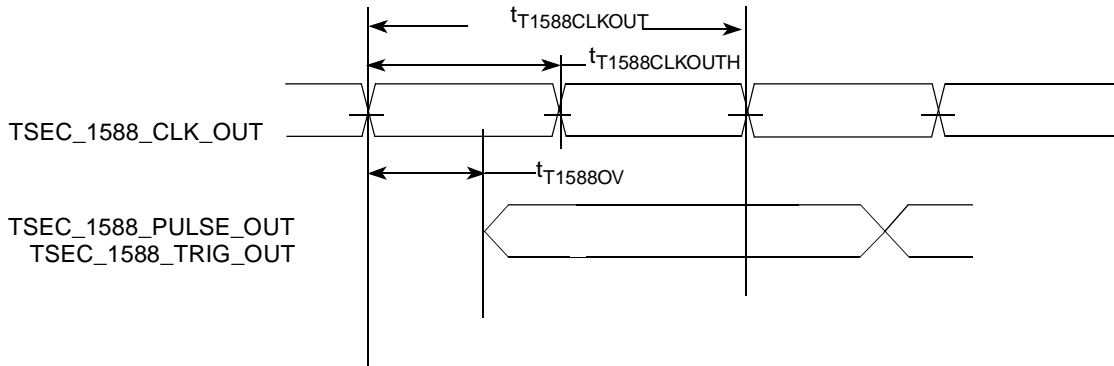 tT1588CLKOUT
tT1588CLKOUTH
TSEC_1588_CLK_OUT
tT1588OV
TSEC_1588_PULSE_OUT
TSEC_1588_TRIG_OUT